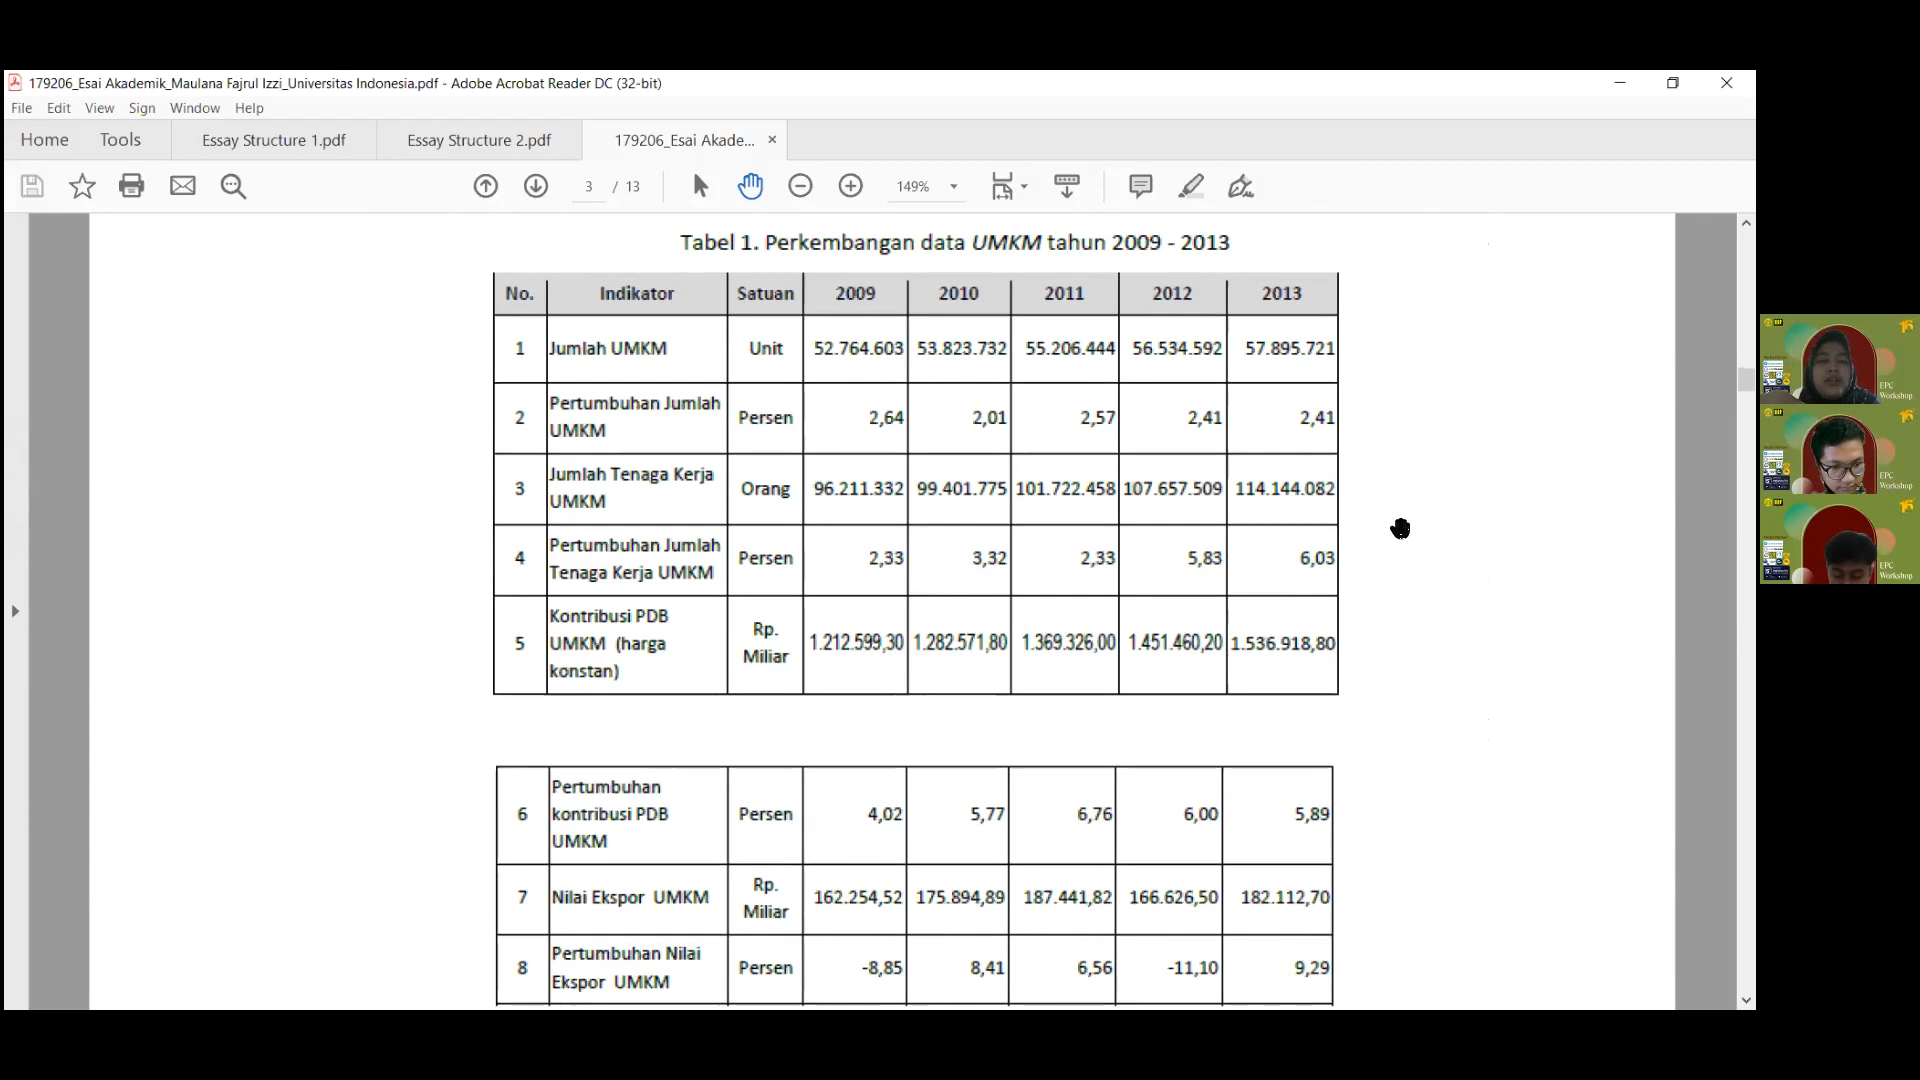 179206_Esai Akademik_Maulana Fajrul Izzi_Universitas Indonesia.pdf - Adobe Acrobat Reader DC (32-bit)
File Edit View Sign Window Help
Home Tools Essay Structure 1.pdf Essay Structure 2.pdf 179206_Esai Akade... ×
3 / 13 149%
Tabel 1. Perkembangan data UMKM tahun 2009 - 2013
No. Indikator Satuan 2009 2010 2011 2012 2013
1 Jumlah UMKM Unit 52.764.603 53.823.732 55.206.444 56.534.592 57.895.721
2 Pertumbuhan Jumlah UMKM Persen 2,64 2,01 2,57 2,41 2,41
3 Jumlah Tenaga Kerja UMKM Orang 96.211.332 99.401.775 101.722.458 107.657.509 114.144.082
4 Pertumbuhan Jumlah Tenaga Kerja UMKM Persen 2,33 3,32 2,33 5,83 6,03
5 Kontribusi PDB UMKM (harga konstan) Rp. Miliar 1.212.599,30 1.282.571,80 1.369.326,00 1.451.460,20 1.536.918,80
6 Pertumbuhan kontribusi PDB UMKM Persen 4,02 5,77 6,76 6,00 5,89
7 Nilai Ekspor UMKM Rp. Miliar 162.254,52 175.894,89 187.441,82 166.626,50 182.112,70
8 Pertumbuhan Nilai Ekspor UMKM Persen -8,85 8,41 6,56 -11,10 9,29
EPC
Workshop
EPC
Workshop
EPC
Workshop